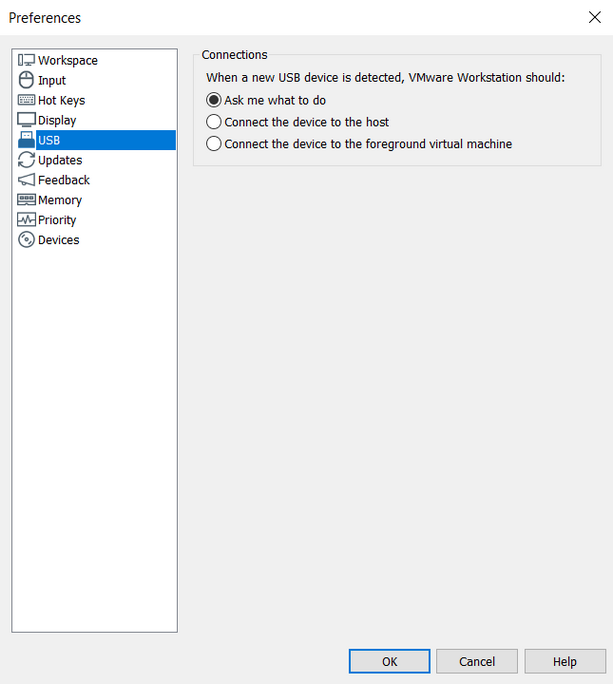 Preferences
Workspace
Input
Hot Keys
Display
USB
Updates
Feedback
Memory
Priority
Devices
Connections
When a new USB device is detected, VMware Workstation should:
Ask me what to do
Connect the device to the host
Connect the device to the foreground virtual machine
OK
Cancel
Help